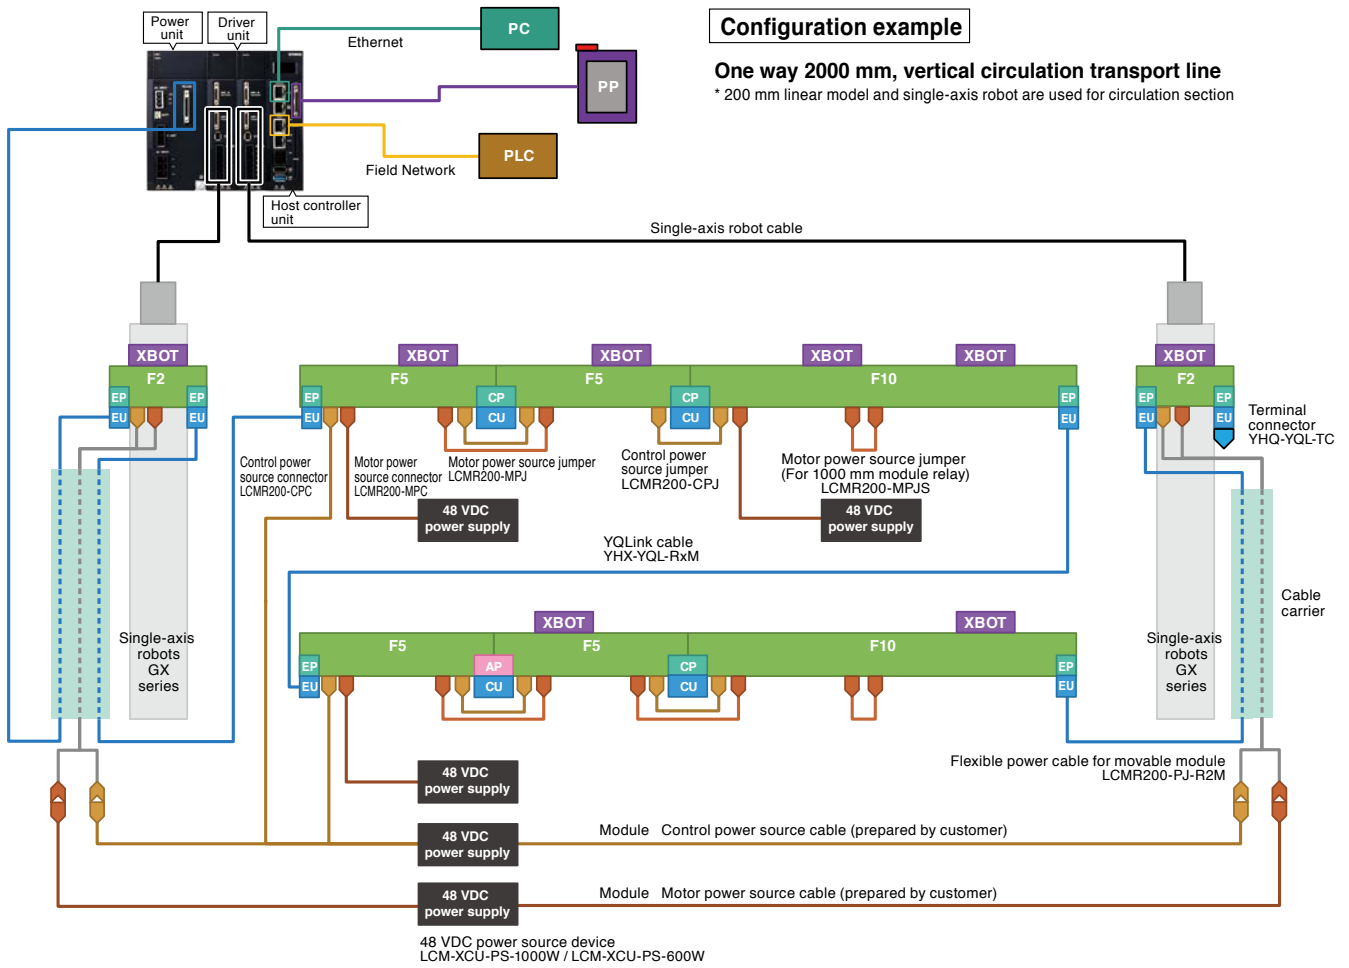 Power
unit
Driver
unit
Ethernet
PC
PP
PLC
Field Network
Host controller
unit
Configuration example
One way 2000 mm, vertical circulation transport line
* 200 mm linear model and single-axis robot are used for circulation section
Single-axis robot cable
XBOT
F2
EP
EP
EU
EU
XBOT
XBOT
XBOT
XBOT
F5
F5
F10
EP
CP
CP
EP
EU
CU
CU
EU
XBOT
F2
EP
EP
EU
EU
Terminal
connector
YHQ-YQL-TC
Control power
source connector
LCMR200-CPC
Motor power
source connector
LCMR200-MPC
Motor power source jumper
LCMR200-MPJ
Control power
source jumper
LCMR200-CPJ
Motor power source jumper
(For 1000 mm module relay)
LCMR200-MPJS
48 VDC
power supply
48 VDC
power supply
YQLink cable
YHX-YQL-RxM
Cable
carrier
Single-axis
robots
GX
series
XBOT
XBOT
F5
F5
F10
EP
AP
CP
EP
EU
CU
CU
EU
Single-axis
robots
GX
series
Flexible power cable for movable module
LCMR200-PJ-R2M
48 VDC
power supply
48 VDC
power supply
Module Control power source cable (prepared by customer)
48 VDC
power supply
Module Motor power source cable (prepared by customer)
48 VDC power source device
LCM-XCU-PS-1000W / LCM-XCU-PS-600W